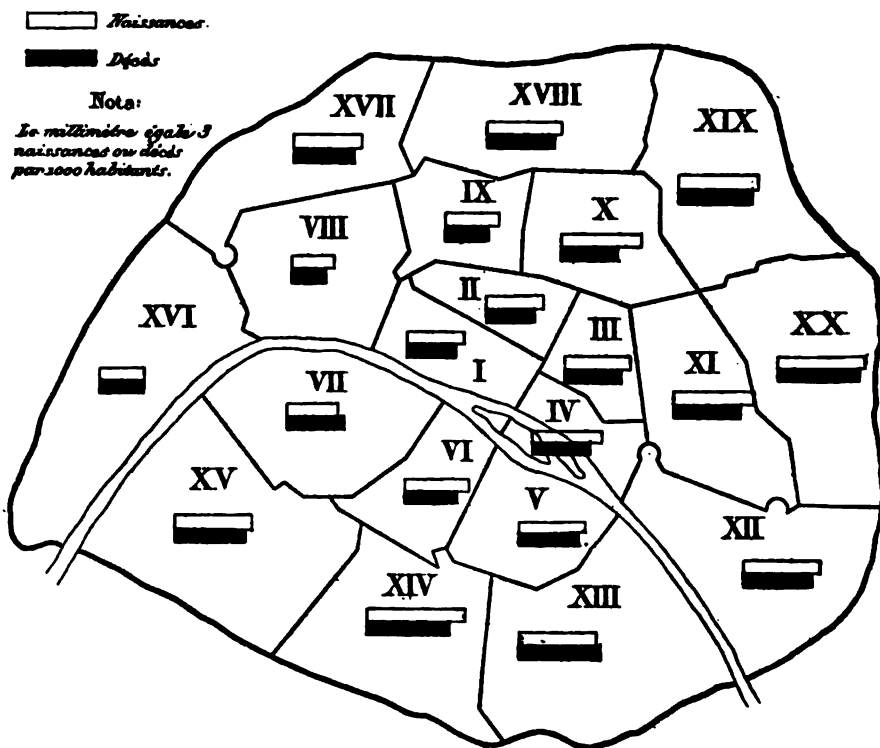 Naissances.
Décès
Nota:
Le millimètre égale 3
naissances ou décès
par 1000 habitants.
XVII
XVIII
XIX
IX
X
VIII
II
XVI
III
XX
I
XI
VII
IV
VI
XV
V
XII
XIV
XIII